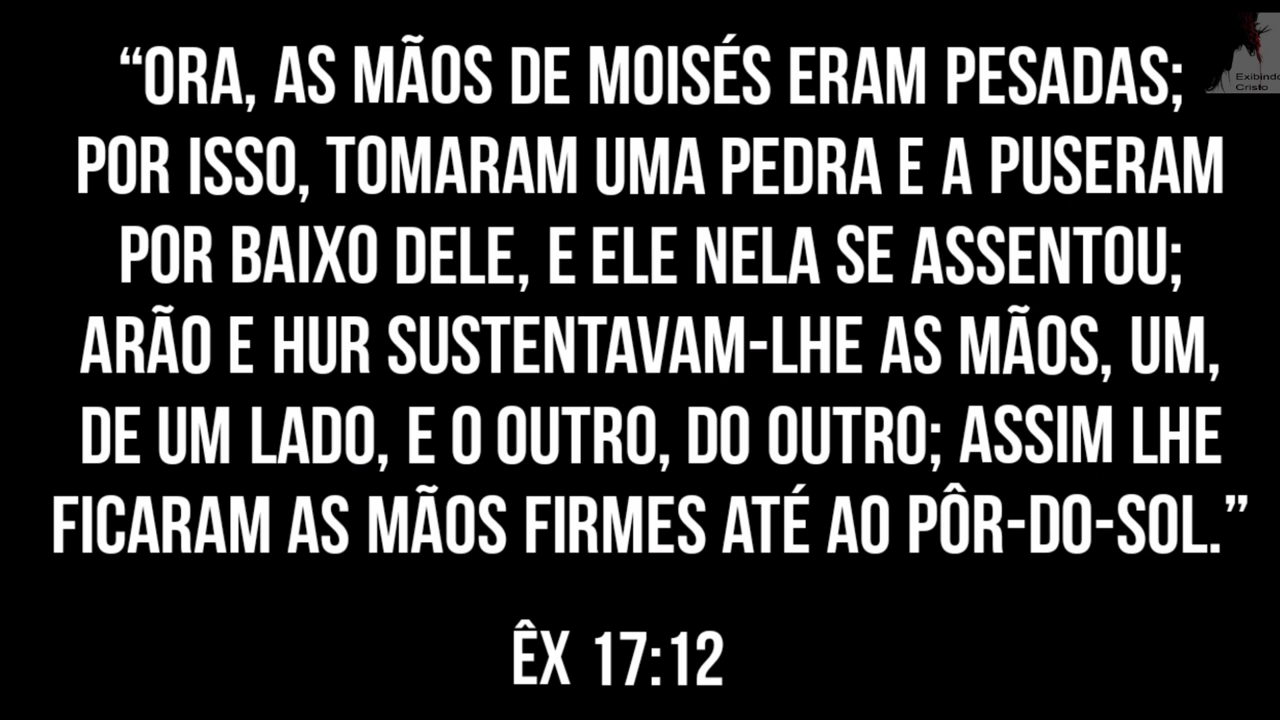 “ORA, AS MÃOS DE MOISÉS ERAM PESADAS;
POR ISSO, TOMARAM UMA PEDRA E A PUSERAM
POR BAIXO DELE, E ELE NELA SE ASSENTOU;
ARÃO E HUR SUSTENTAVAM-LHE AS MÃOS, UM,
DE UM LADO, E O OUTRO, DO OUTRO; ASSIM LHE
FICARAM AS MÃOS FIRMES ATÉ AO PÔR-DO-SOL.”
ÊX 17:12
Exibindo
Cristo